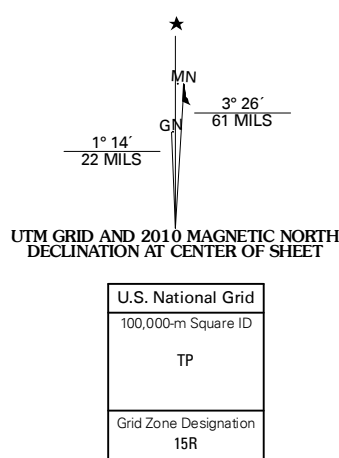 MN
3° 26´
61 MILS
GN
1° 14´
22 MILS
UTM GRID AND 2010 MAGNETIC NORTH
DECLINATION AT CENTER OF SHEET
U.S. National Grid
100,000-m Square ID
TP
Grid Zone Designation
15R